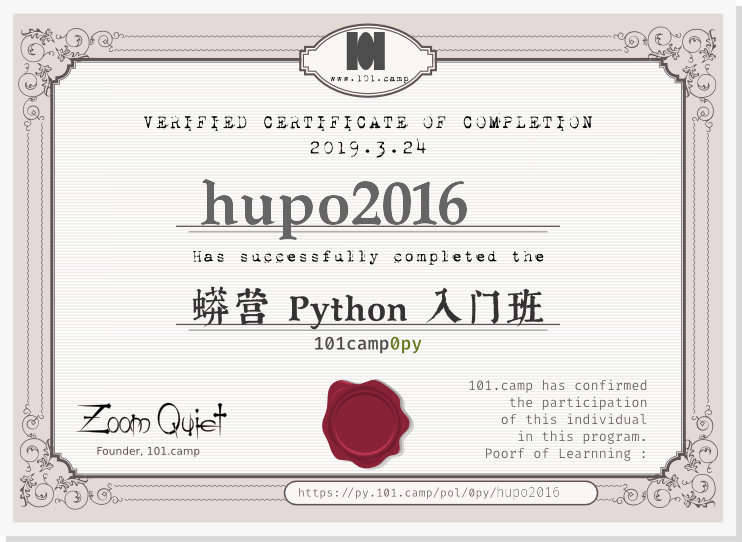 101
www.101.camp
VERIFIED CERTIFICATE OF COMPLETION
2019.3.24
hupo2016
Has successfully completed the
蟒营 Python 入门班
101camp0py
Zoom Quiet
Founder, 101.camp
101.camp has confirmed
the participation
of this individual
in this program.
Poorf of Learnning :
https://py.101.camp/pol/0py/hupo2016